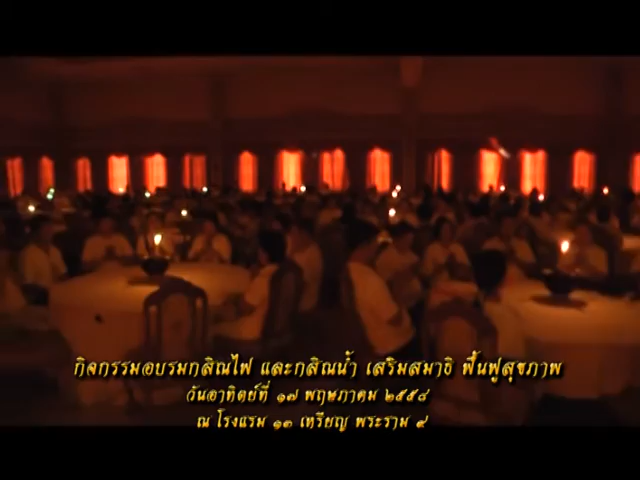 กิจกรรมอบรมกสิณไฟ และกสิณน้ำ เสริมสมาธิ ฟื้นฟูสุขภาพ
วันอาทิตย์ที่ ๑๗ พฤษภาคม ๒๕๕๘
ณ โรงแรม ๑๓ เหรียญ พระราม ๙